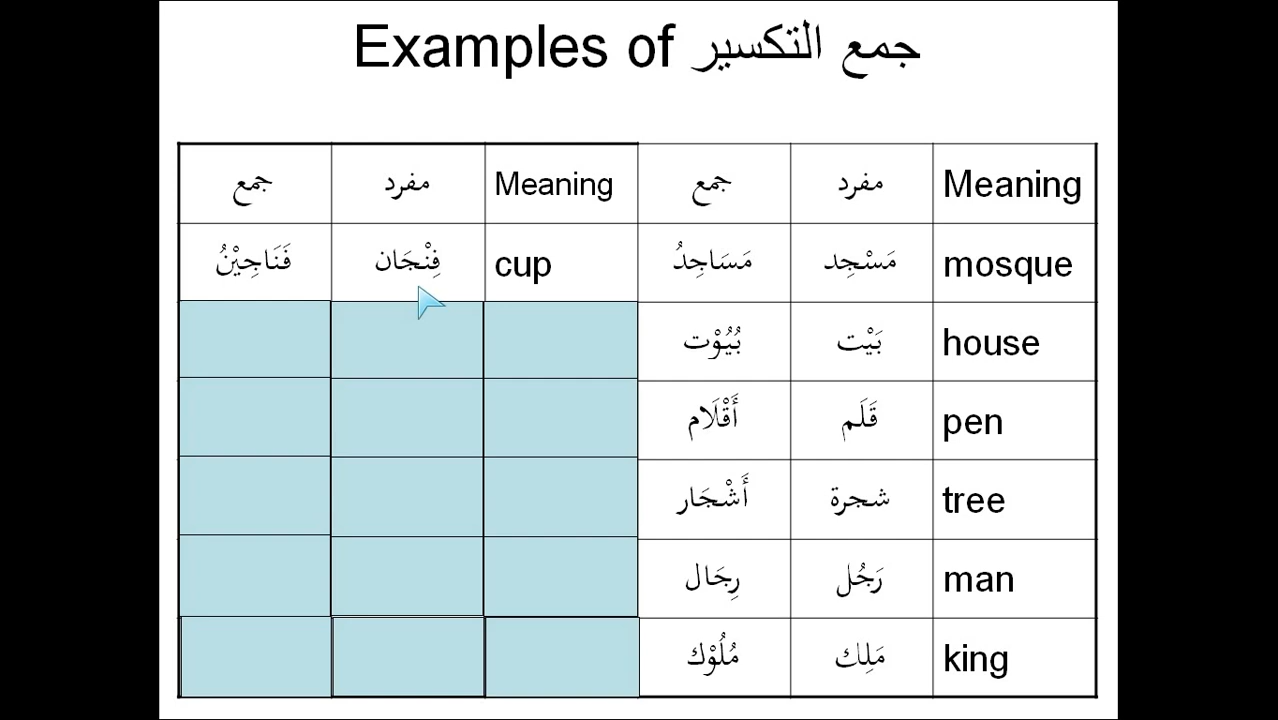 Examples of جمع التكسير
جمع مفرد Meaning جمع مفرد Meaning
فَنَاجِيْنُ فِنْجَان cup مَسَاجِدُ مَسْجِد mosque
بُيُوْت بَيْت house
أَقْلَام قَلَم pen
أَشْجَار شجرة tree
رِجَال رَجُل man
مُلُوْك مَلِك king